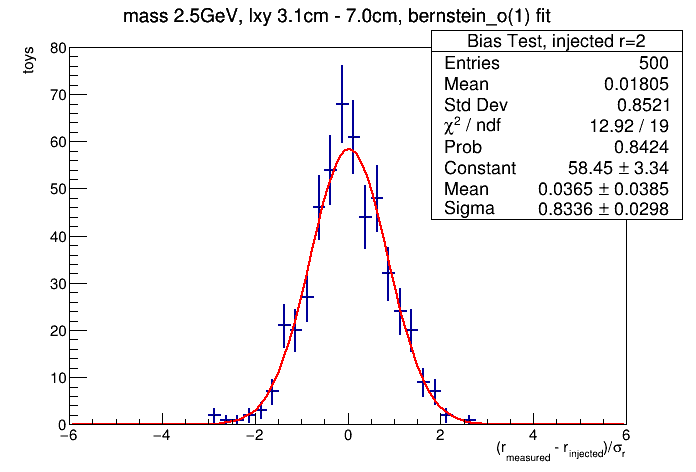 mass 2.5GeV, lxy 3.1cm - 7.0cm, bernstein_o(1) fit
toys
Bias Test, injected r=2
Entries 500
Mean 0.01805
Std Dev 0.8521
χ² / ndf 12.92 / 19
Prob 0.8424
Constant 58.45 ± 3.34
Mean 0.0365 ± 0.0385
Sigma 0.8336 ± 0.0298
80
70
60
50
40
30
20
10
0
−6 −4 −2 0 2 4 6
(r_measured - r_injected)/σ_r